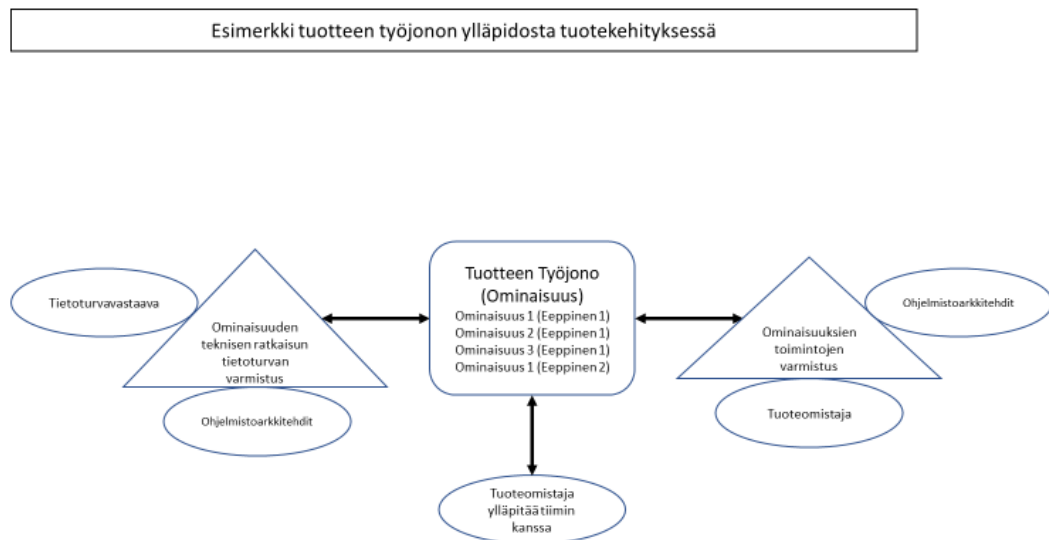 Esimerkki tuotteen työjonon ylläpidosta tuotekehityksessä
Tietoturvavastaava
Ominaisuuden
teknisen ratkaisun
tietoturvan
varmistus
Ohjelmistoarkkitehdit
Tuotteen Työjono
(Ominaisuus)
Ominaisuus 1 (Eeppinen 1)
Ominaisuus 2 (Eeppinen 1)
Ominaisuus 3 (Eeppinen 1)
Ominaisuus 1 (Eeppinen 2)
Tuoteomistaja
ylläpitää tiimin
kanssa
Ohjelmistoarkkitehdit
Ominaisuuksien
toimintojen
varmistus
Tuoteomistaja